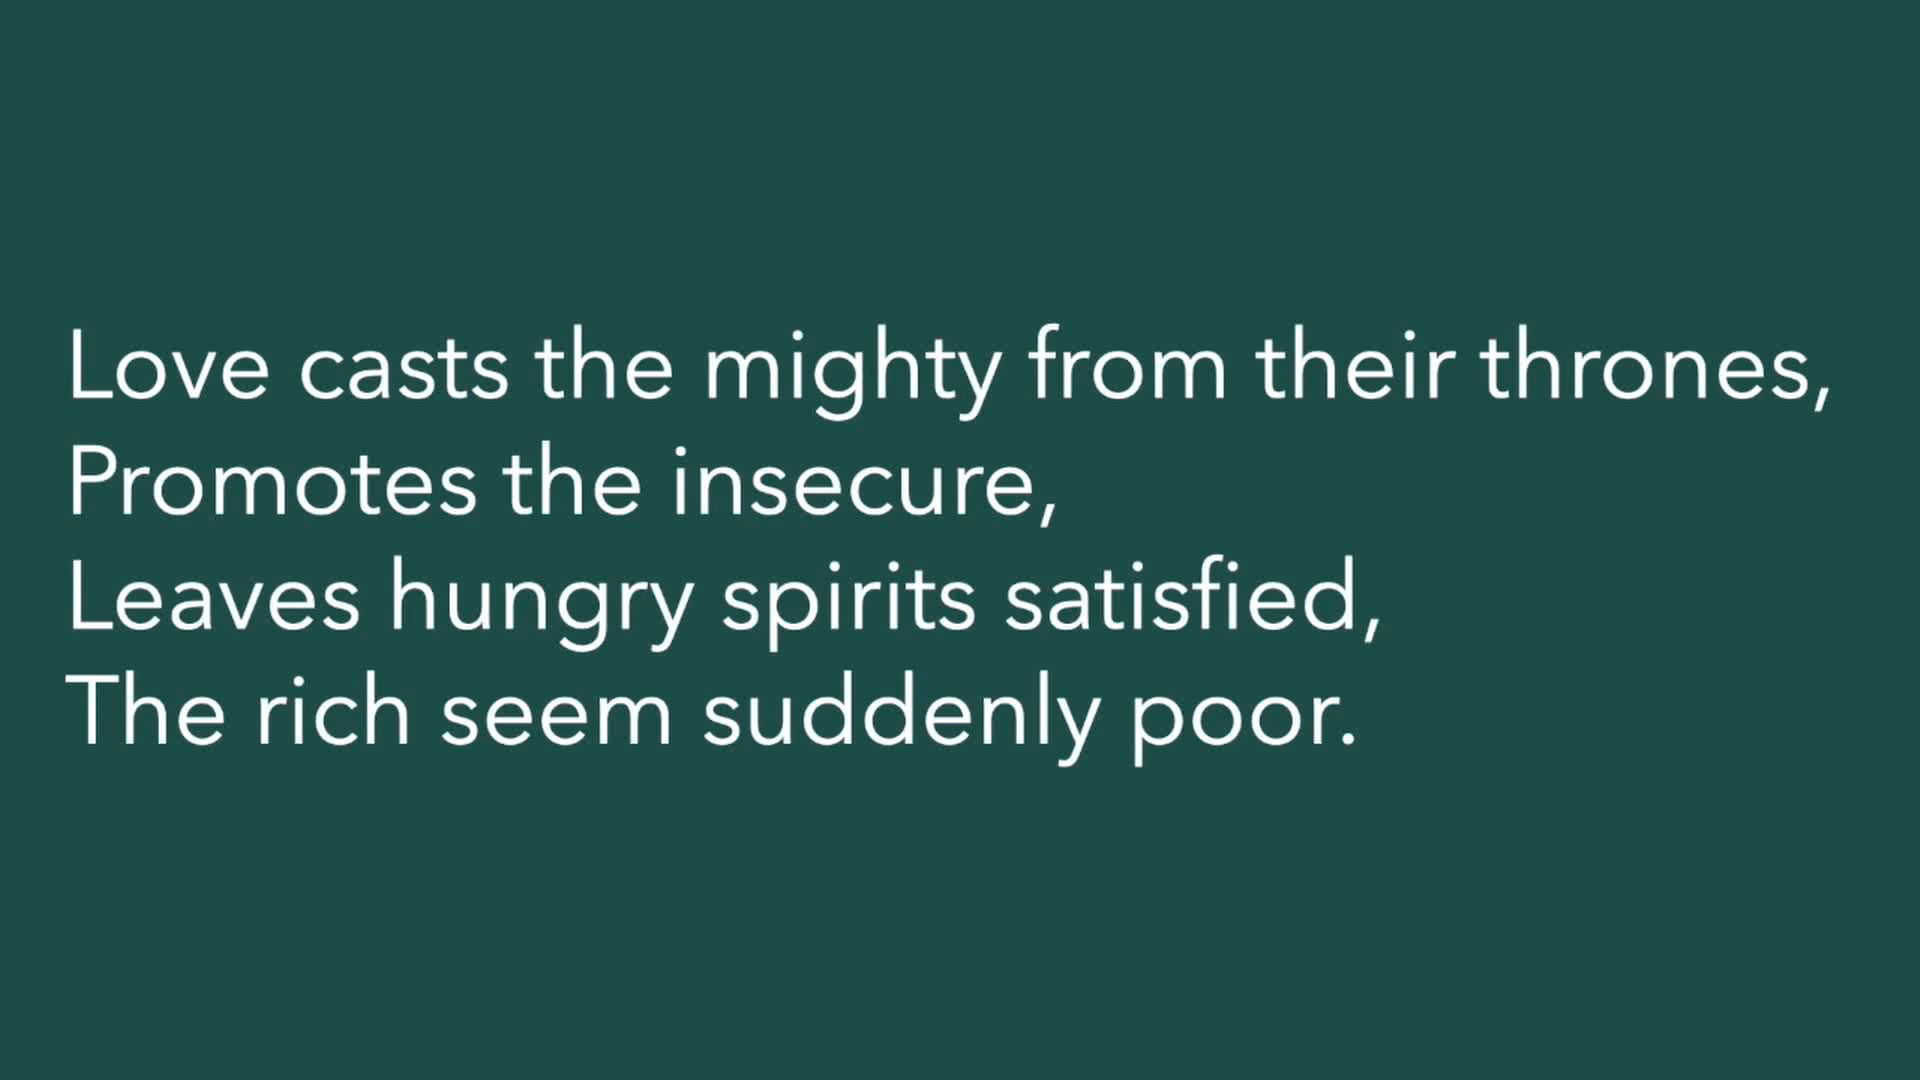 Love casts the mighty from their thrones,
Promotes the insecure,
Leaves hungry spirits satisfied,
The rich seem suddenly poor.